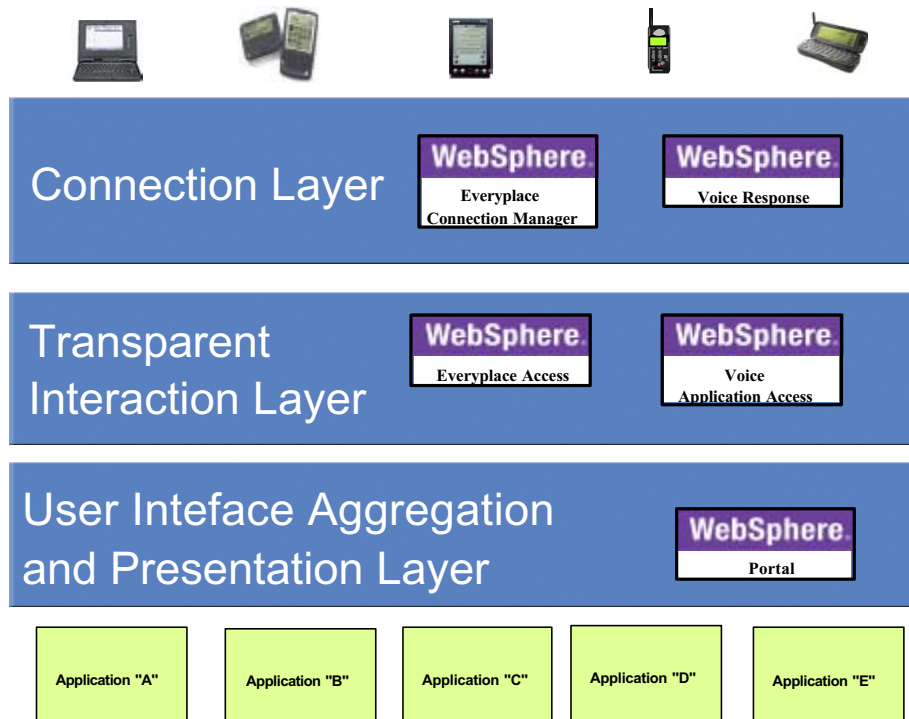 Connection Layer
WebSphere.
Everyplace
Connection Manager
WebSphere.
Voice Response
Transparent
Interaction Layer
WebSphere.
Everyplace Access
WebSphere.
Voice
Application Access
User Inteface Aggregation
and Presentation Layer
WebSphere.
Portal
Application "A"
Application "B"
Application "C"
Application "D"
Application "E"